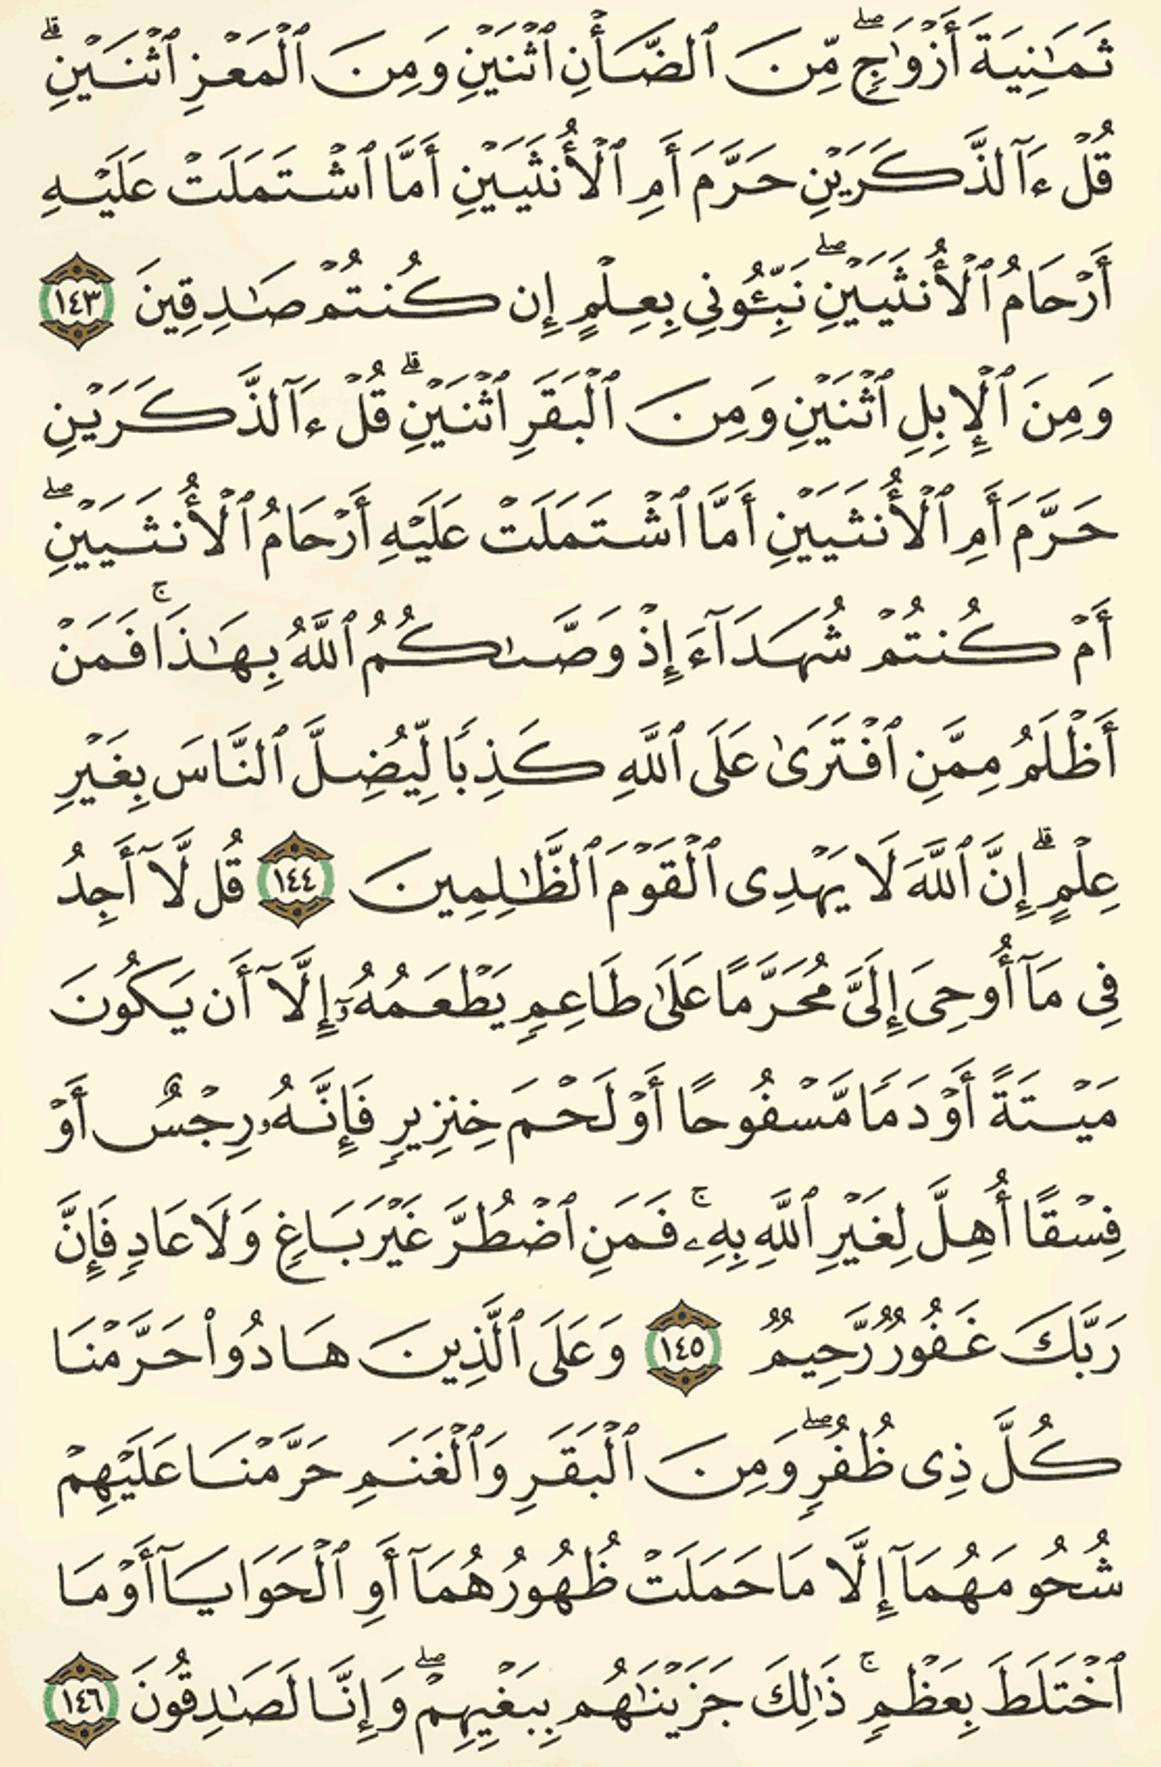 ثَمَٰنِيَةَ أَزْوَٰجٍۖ مِّنَ ٱلضَّأْنِ ٱثْنَيْنِ وَمِنَ ٱلْمَعْزِ ٱثْنَيْنِۗ
قُلْ ءَآلذَّكَرَيْنِ حَرَّمَ أَمِ ٱلْأُنثَيَيْنِ أَمَّا ٱشْتَمَلَتْ عَلَيْهِ
أَرْحَامُ ٱلْأُنثَيَيْنِۖ نَبِّـُٔونِي بِعِلْمٍ إِن كُنتُمْ صَٰدِقِينَ ١٤٣
وَمِنَ ٱلْإِبِلِ ٱثْنَيْنِ وَمِنَ ٱلْبَقَرِ ٱثْنَيْنِۗ قُلْ ءَآلذَّكَرَيْنِ
حَرَّمَ أَمِ ٱلْأُنثَيَيْنِ أَمَّا ٱشْتَمَلَتْ عَلَيْهِ أَرْحَامُ ٱلْأُنثَيَيْنِۖ
أَمْ كُنتُمْ شُهَدَآءَ إِذْ وَصَّىٰكُمُ ٱللَّهُ بِهَٰذَاۚ فَمَنْ
أَظْلَمُ مِمَّنِ ٱفْتَرَىٰ عَلَى ٱللَّهِ كَذِبًا لِّيُضِلَّ ٱلنَّاسَ بِغَيْرِ
عِلْمٍۗ إِنَّ ٱللَّهَ لَا يَهْدِى ٱلْقَوْمَ ٱلظَّٰلِمِينَ ١٤٤ قُل لَّآ أَجِدُ
فِي مَآ أُوحِىَ إِلَىَّ مُحَرَّمًا عَلَىٰ طَاعِمٍ يَطْعَمُهُۥٓ إِلَّآ أَن يَكُونَ
مَيْتَةً أَوْ دَمًا مَّسْفُوحًا أَوْ لَحْمَ خِنزِيرٍ فَإِنَّهُۥ رِجْسٌ أَوْ
فِسْقًا أُهِلَّ لِغَيْرِ ٱللَّهِ بِهِۦۚ فَمَنِ ٱضْطُرَّ غَيْرَ بَاغٍ وَلَا عَادٍ فَإِنَّ
رَبَّكَ غَفُورٌ رَّحِيمٌ ١٤٥ وَعَلَى ٱلَّذِينَ هَادُوا۟ حَرَّمْنَا
كُلَّ ذِى ظُفُرٍۖ وَمِنَ ٱلْبَقَرِ وَٱلْغَنَمِ حَرَّمْنَا عَلَيْهِمْ
شُحُومَهُمَآ إِلَّا مَا حَمَلَتْ ظُهُورُهُمَآ أَوِ ٱلْحَوَايَآ أَوْ مَا
ٱخْتَلَطَ بِعَظْمٍۚ ذَٰلِكَ جَزَيْنَٰهُم بِبَغْيِهِمْۖ وَإِنَّا لَصَٰدِقُونَ ١٤٦